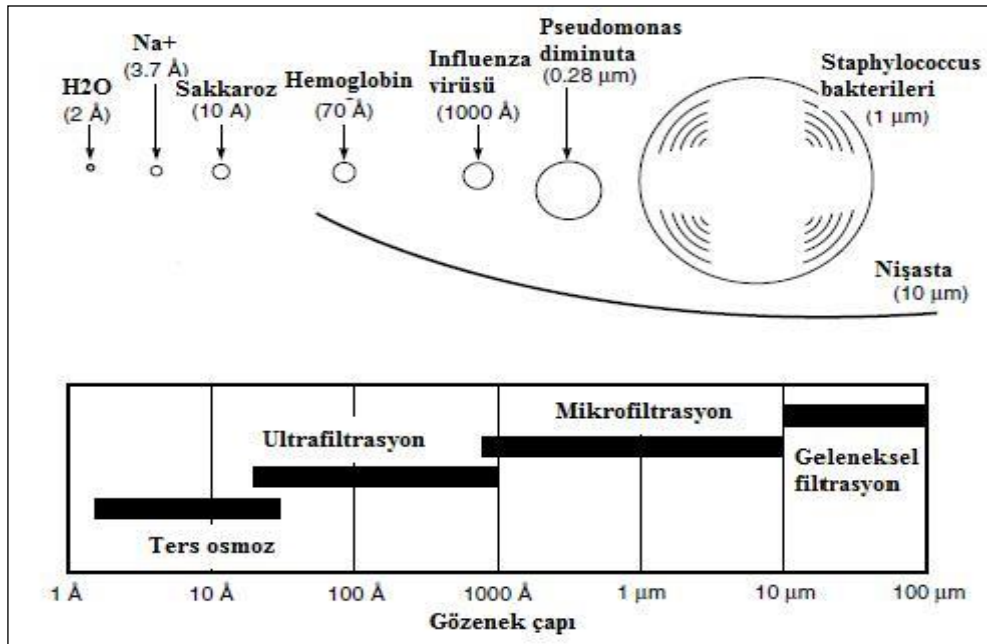 H2O
(2 Å)
Na+
(3.7 Å)
Sakkaroz
(10 A)
Hemoglobin
(70 Å)
Influenza
virüsü
(1000 Å)
Pseudomonas
diminuta
(0.28 µm)
Staphylococcus
bakterileri
(1 µm)
Nişasta
(10 µm)
Mikrofiltrasyon
Ultrafiltrasyon
Geleneksel
filtrasyon
Ters osmoz
1 Å
10 Å
100 Å
1000 Å
1 µm
10 µm
100 µm
Gözenek çapı